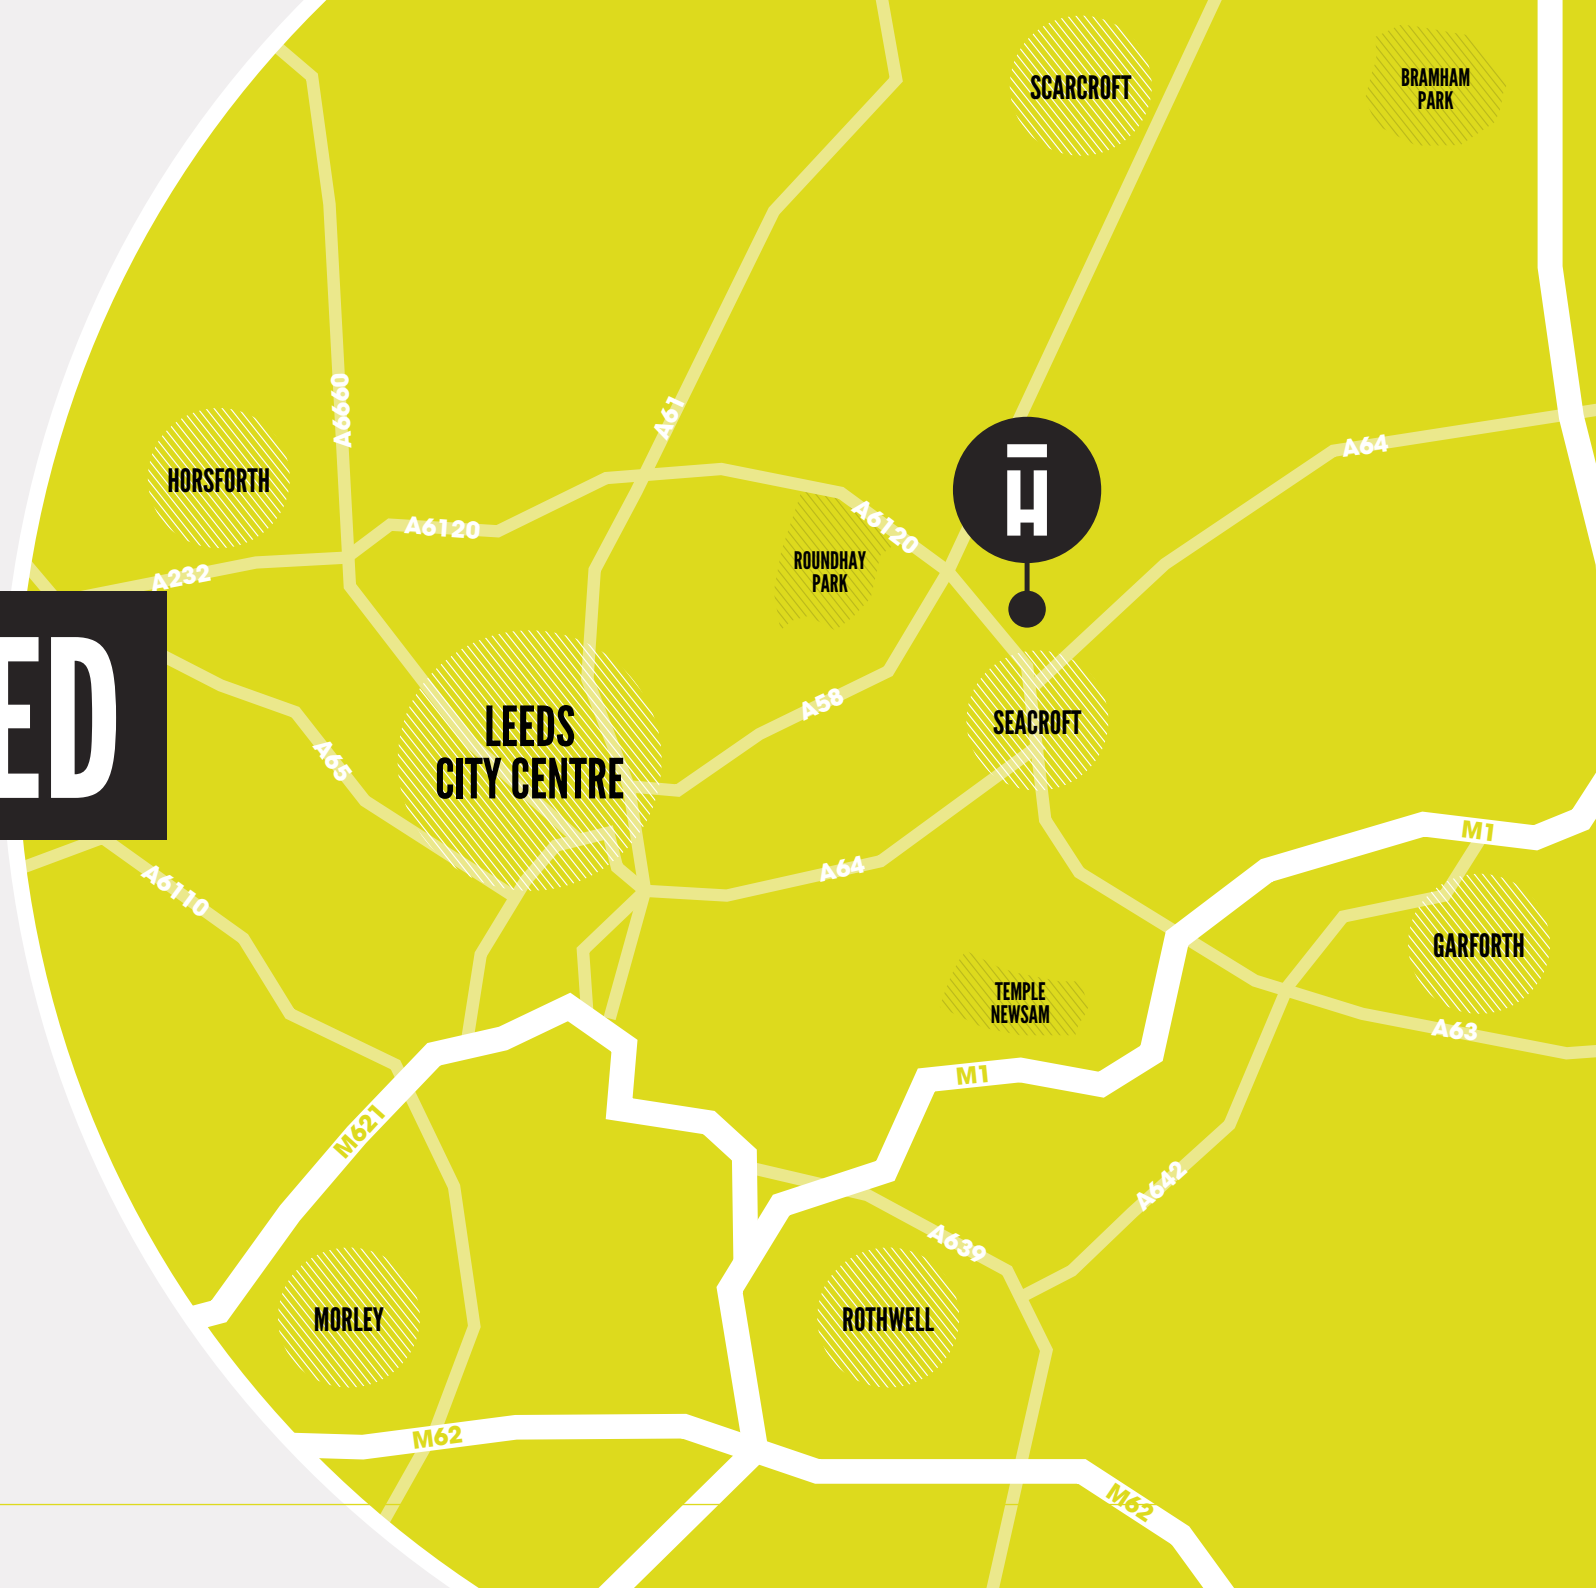 SCARCROFT
BRAMHAM
PARK
A6660
A61
H
A64
HORSFORTH
A6120
A6120
ROUNDHAY
PARK
A232
ED
LEEDS
CITY CENTRE
A58
SEACROFT
A65
M1
A64
A6110
GARFORTH
TEMPLE
NEWSAM
A63
M1
M621
A642
A639
MORLEY
ROTHWELL
M62
M62